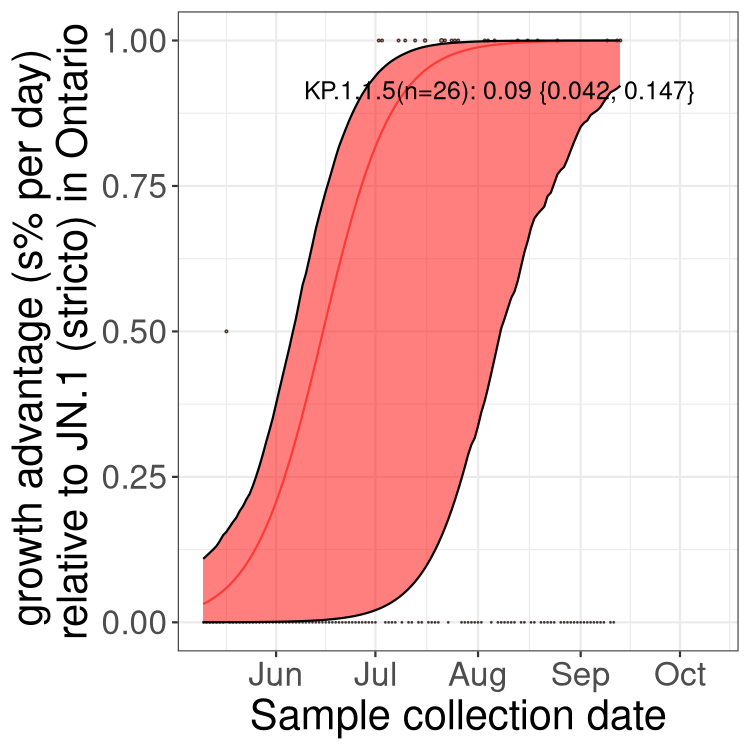 growth advantage (s% per day)
relative to JN.1 (stricto) in Ontario
1.00
0.75
0.50
0.25
0.00
KP.1.1.5(n=26): 0.09 {0.042, 0.147}
Jun Jul Aug Sep Oct
Sample collection date